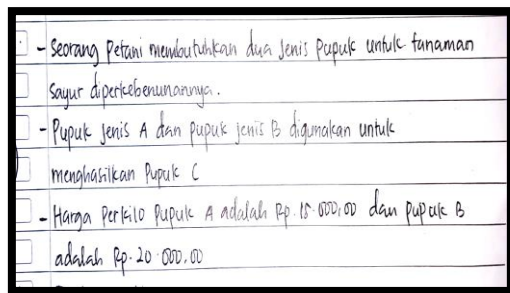 - Seorang Petani membutuhkan dua Jenis Pupuk untuk tanaman
Sayur diperkebenunannya.
- Pupuk Jenis A dan pupuk jenis B digunakan untuk
menghasilkan Pupuk C
- Harga Perkilo Pupuk A adalah Rp. 15.000,00 dan pupuk B
adalah Rp. 20.000,00